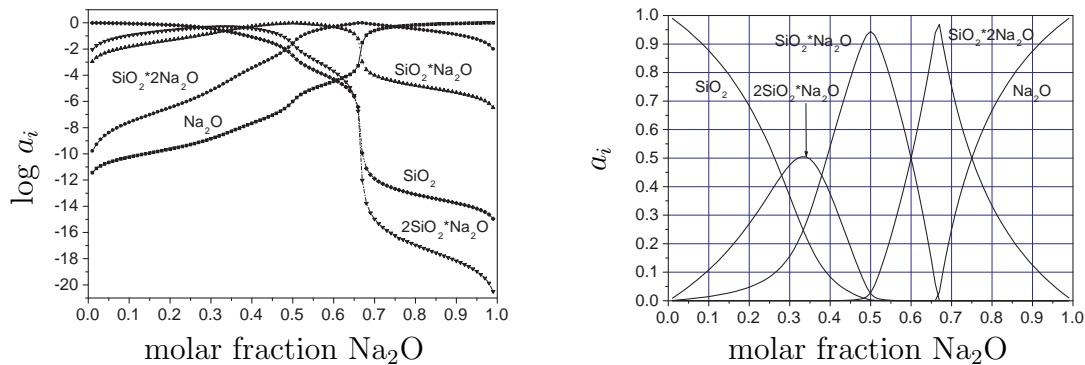 0
-2
-4
-6
-8
-10
-12
-14
-16
-18
-20
log a_i
SiO₂*2Na₂O
Na₂O
SiO₂*Na₂O
SiO₂
2SiO₂*Na₂O
0.0 0.1 0.2 0.3 0.4 0.5 0.6 0.7 0.8 0.9 1.0
molar fraction Na₂O
1.0
0.9
0.8
0.7
0.6
0.5
0.4
0.3
0.2
0.1
0.0
a_i
SiO₂*Na₂O
SiO₂*2Na₂O
SiO₂
2SiO₂*Na₂O
Na₂O
0.0 0.1 0.2 0.3 0.4 0.5 0.6 0.7 0.8 0.9 1.0
molar fraction Na₂O